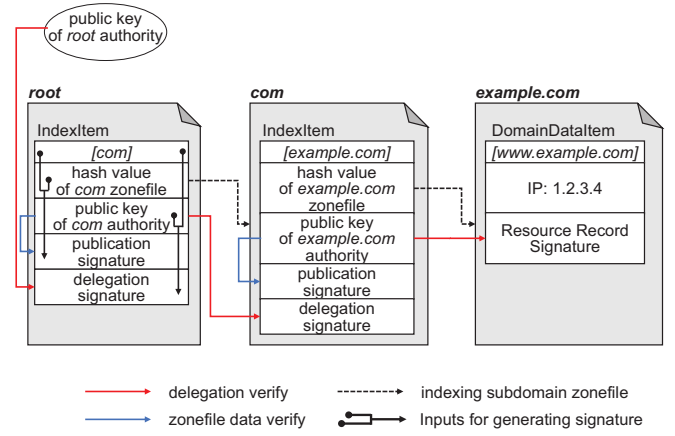 public key
of root authority
root
com
example.com
IndexItem
[com]
hash value
of com zonefile
public key
of com authority
publication
signature
delegation
signature
IndexItem
[example.com]
hash value
of example.com
zonefile
public key
of example.com
authority
publication
signature
delegation
signature
DomainDataItem
[www.example.com]
IP: 1.2.3.4
Resource Record
Signature
delegation verify
indexing subdomain zonefile
zonefile data verify
Inputs for generating signature